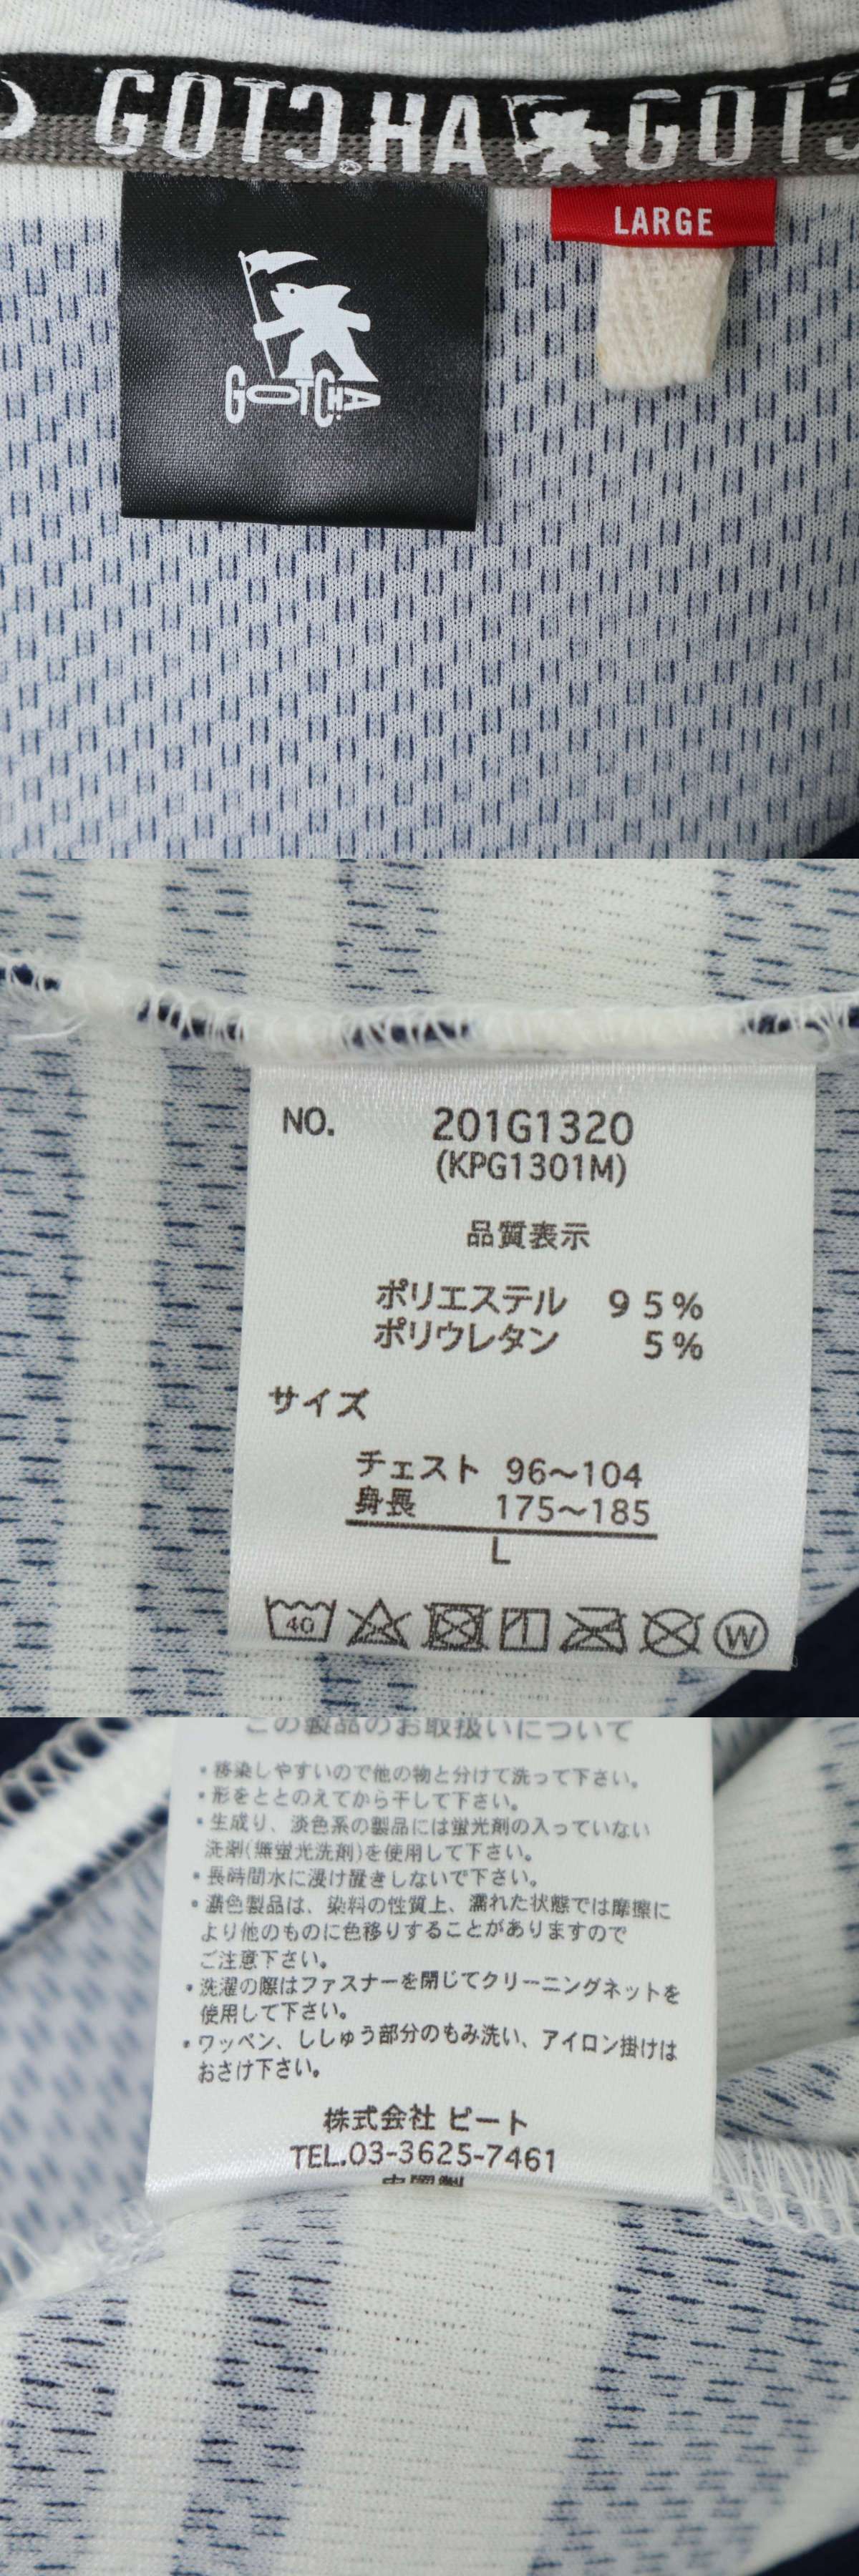 GOTCHA GOTC
GOTCHA
LARGE
NO. 201G1320
(KPG1301M)
品質表示
ポリエステル 95%
ポリウレタン 5%
サイズ
チェスト 96~104
身長 175~185
L
40
W
この製品のお取扱いについて
・移染しやすいので他の物と分けて洗って下さい。
・形をととのえてから干して下さい。
・生成り、淡色系の製品には蛍光剤の入っていない
洗剤(無蛍光洗剤)を使用して下さい。
・長時間水に浸け置きしないで下さい。
・濃色製品は、染料の性質上、濡れた状態では摩擦に
より他のものに色移りすることがありますので
ご注意下さい。
・洗濯の際はファスナーを閉じてクリーニングネットを
使用して下さい。
・ワッペン、ししゅう部分のもみ洗い、アイロン掛けは
おさけ下さい。
株式会社 ビート
TEL.03-3625-7461
中国製